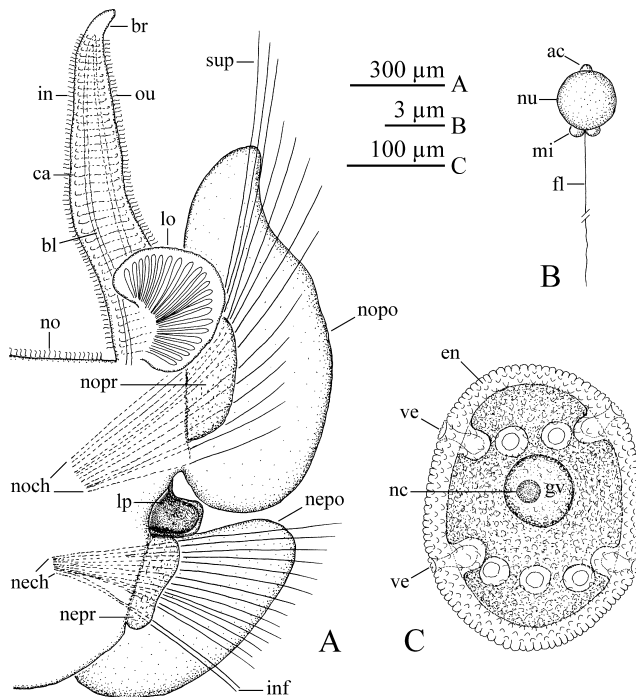 br
sup
in
ou
ca
lo
bl
no
nopo
nopr
noch
lp
nepo
nech
nepr
inf
A
300 µm A
3 µm B
100 µm C
ac
nu
mi
fl
B
en
ve
nc
gv
ve
C